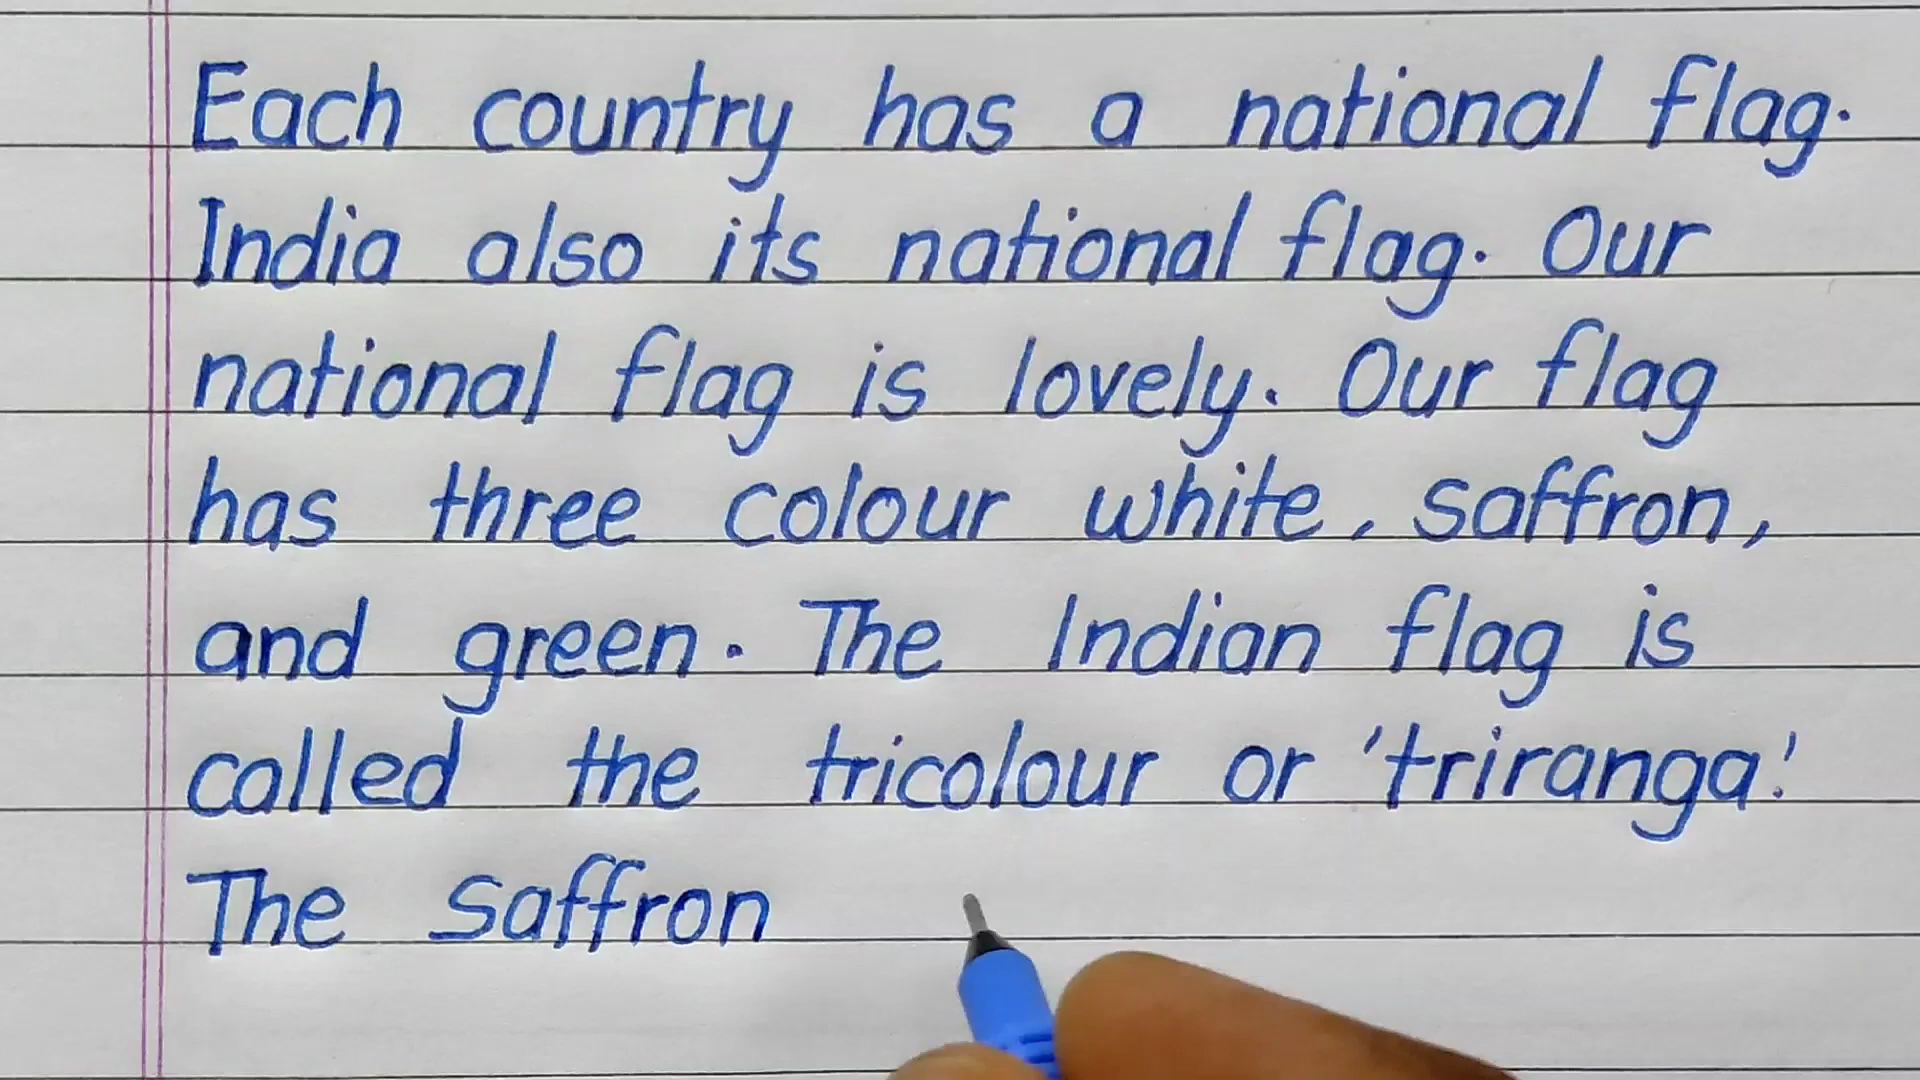 Each country has a national flag.
India also its national flag. Our
national flag is lovely. Our flag
has three colour white, saffron,
and green. The Indian flag is
called the tricolour or 'triranga.'
The Saffron